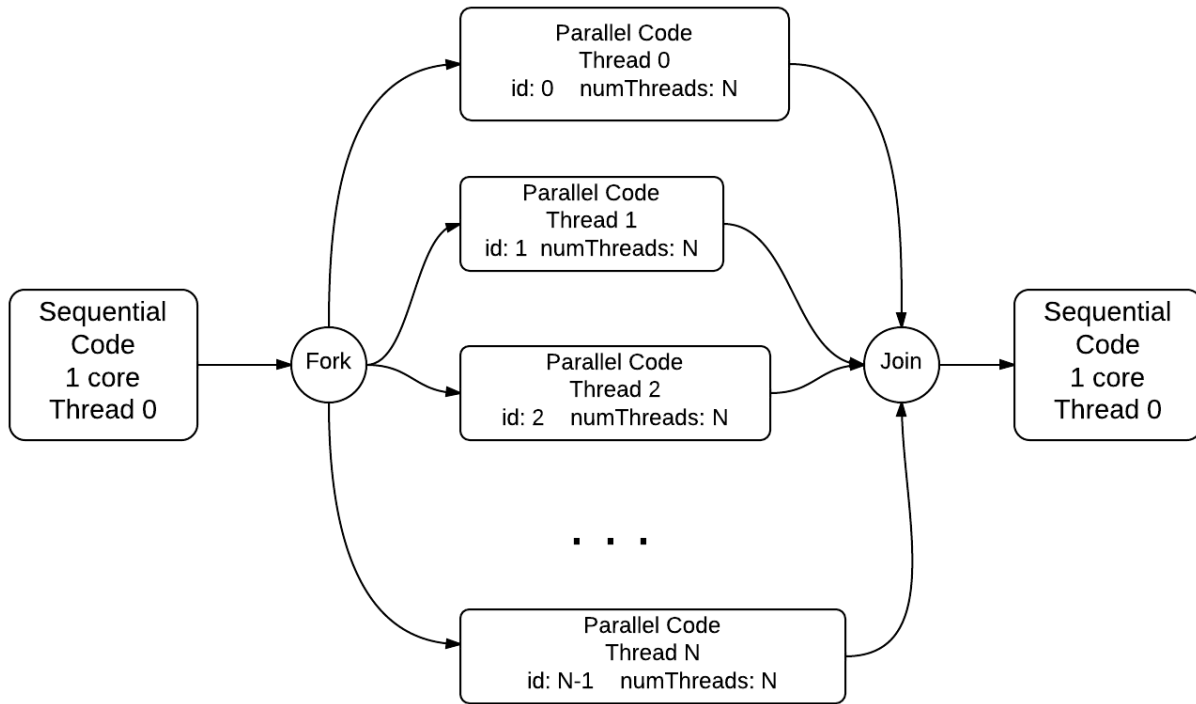 Sequential
Code
1 core
Thread 0
Fork
Parallel Code
Thread 0
id: 0 numThreads: N
Parallel Code
Thread 1
id: 1 numThreads: N
Parallel Code
Thread 2
id: 2 numThreads: N
. . .
Parallel Code
Thread N
id: N-1 numThreads: N
Join
Sequential
Code
1 core
Thread 0